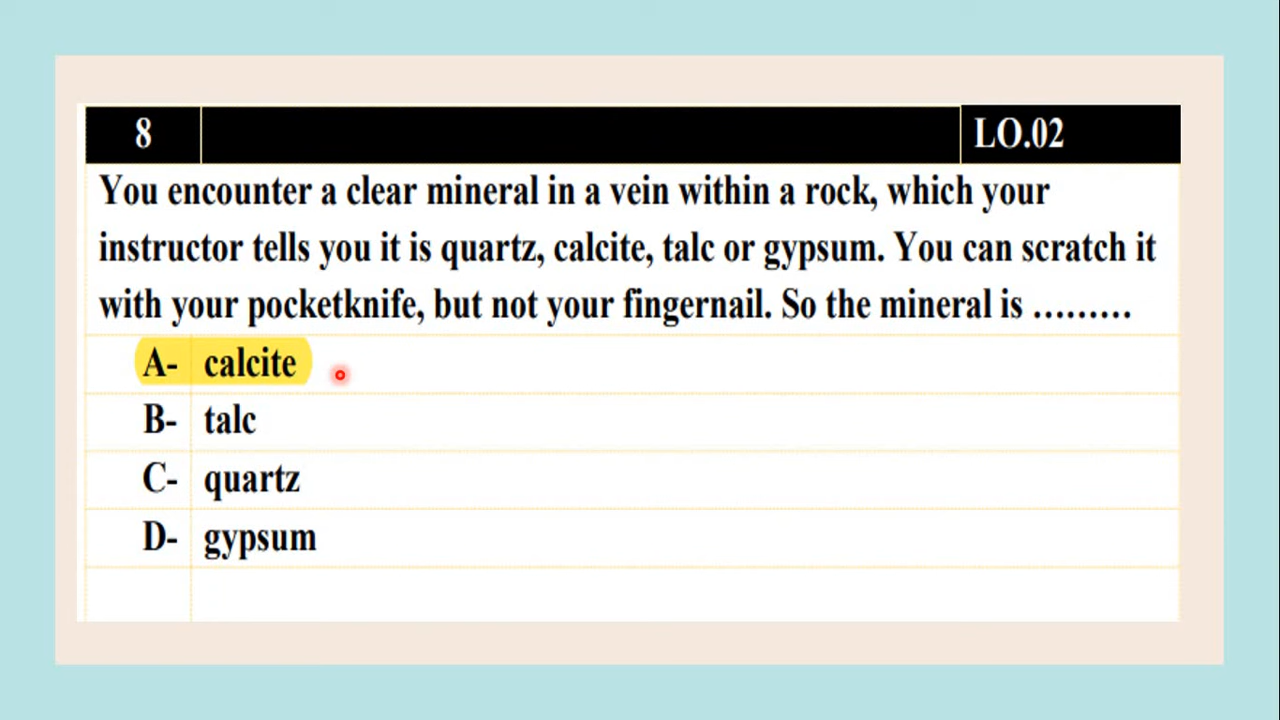 8 LO.02
You encounter a clear mineral in a vein within a rock, which your
instructor tells you it is quartz, calcite, talc or gypsum. You can scratch it
with your pocketknife, but not your fingernail. So the mineral is ………
A- calcite
B- talc
C- quartz
D- gypsum